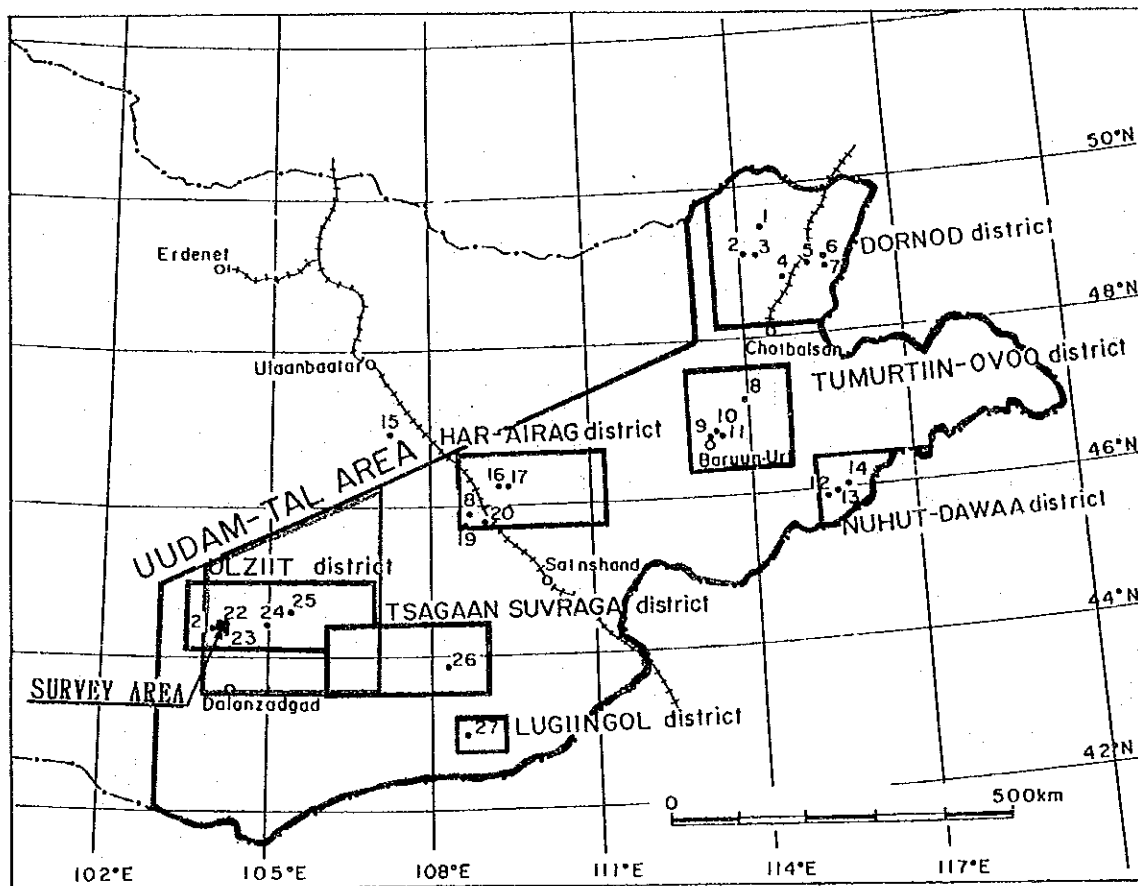 50°N
1
2
3
5
6
DORNOD district
4
7
Erdenet
48°N
Choibalsan
Ulaanbaatar
TUMURTIIN-OVOO district
8
15
HAR-AIRAG district
9
10
11
Baruun-Urt
46°N
16
17
14
12
13
8
20
19
NUHUT-DAWAA district
UUDAM-TAL AREA
ULZIIT district
Sainshand
44°N
22
24
25
TSAGAAN SUVRAGA district
2
23
26
SURVEY AREA
Dalanzadgad
27
LUGIINGOL district
42°N
0
500km
102°E
105°E
108°E
111°E
114°E
117°E